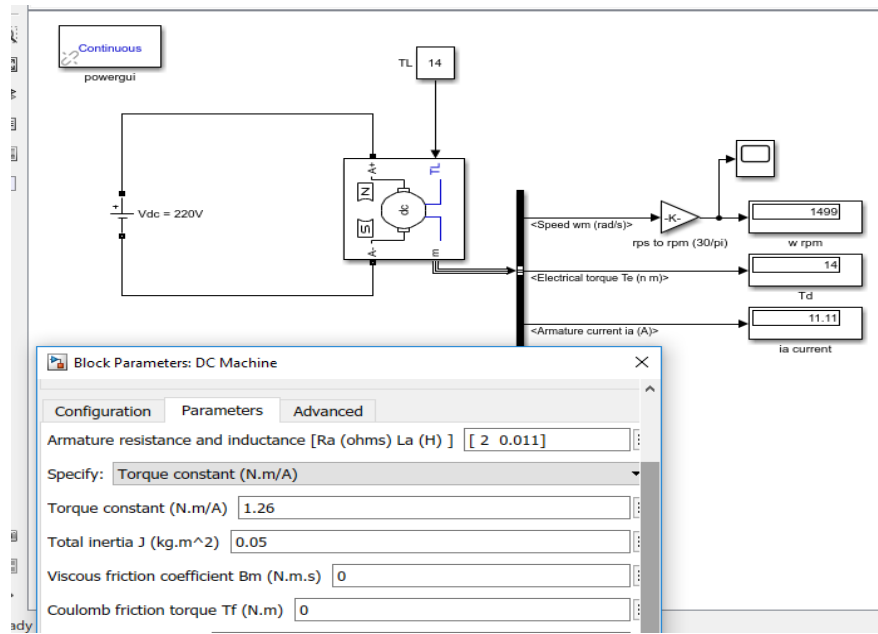 Continuous
powergui
TL 14
A+ TL
Vdc = 220V
+
N
dc
S
A- m
<Speed wm (rad/s)>
-K-
1499
rps to rpm (30/pi)
w rpm
<Electrical torque Te (n m)>
14
Td
<Armature current ia (A)>
11.11
ia current
Block Parameters: DC Machine
Configuration Parameters Advanced
Armature resistance and inductance [Ra (ohms) La (H) ] [ 2 0.011]
Specify: Torque constant (N.m/A)
Torque constant (N.m/A) 1.26
Total inertia J (kg.m^2) 0.05
Viscous friction coefficient Bm (N.m.s) 0
Coulomb friction torque Tf (N.m) 0
ady